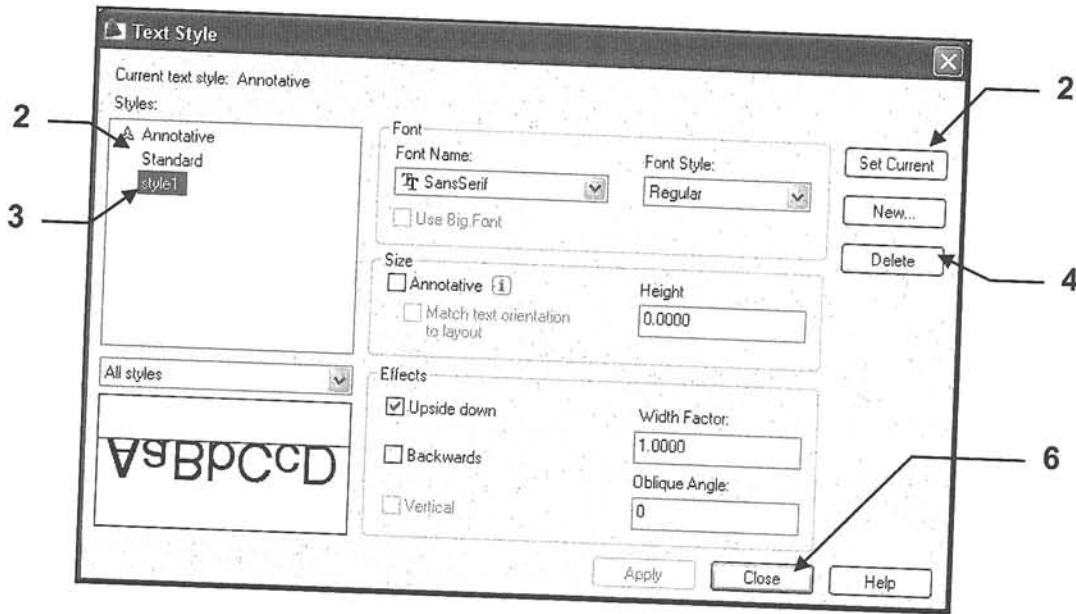 Text Style
Current text style: Annotative
Styles:
Annotative
Standard
style1
All styles
AaBbCcD
Font
Font Name:
SansSerif
Font Style:
Regular
Use Big Font
Size
Annotative
Match text orientation
to layout
Height
0.0000
Effects
Upside down
Backwards
Vertical
Width Factor:
1.0000
Oblique Angle:
0
Set Current
New...
Delete
Apply
Close
Help
2
3
2
4
6